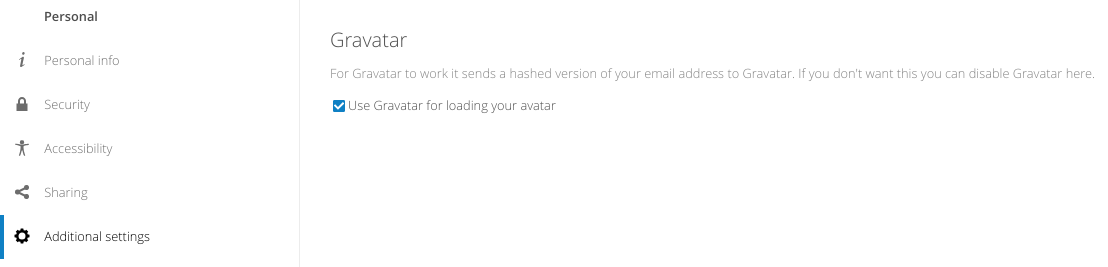 Personal
Personal info
Security
Accessibility
Sharing
Additional settings
Gravatar
For Gravatar to work it sends a hashed version of your email address to Gravatar. If you don't want this you can disable Gravatar here.
Use Gravatar for loading your avatar